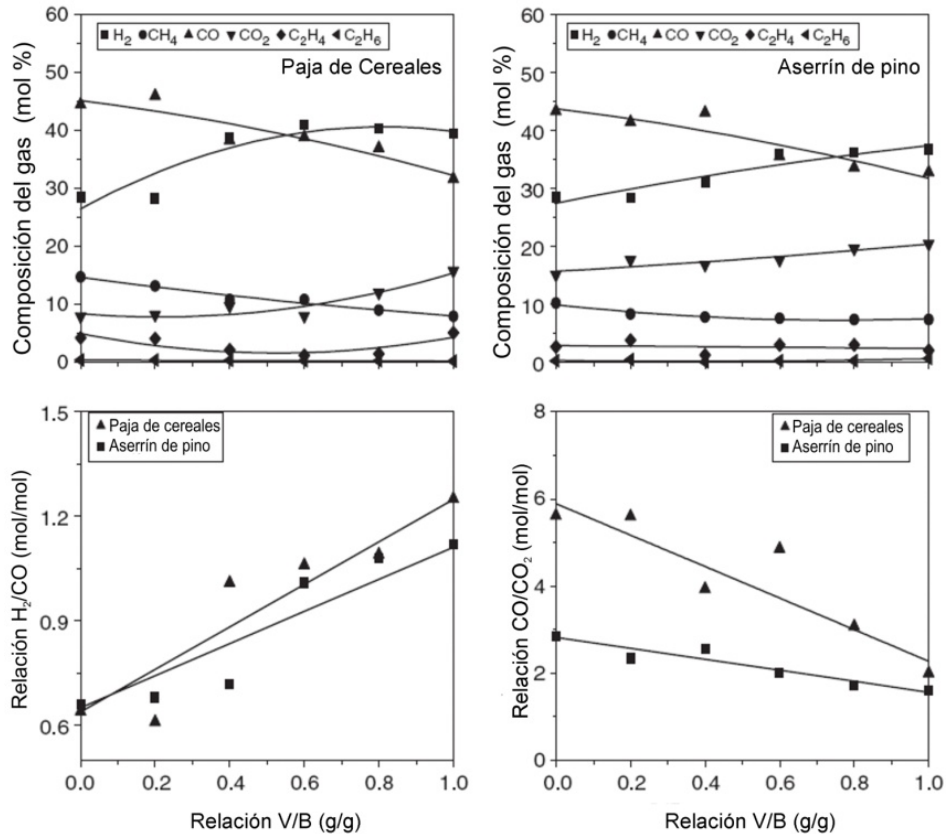 ■ H₂ ● CH₄ ▲ CO ▼ CO₂ ◆ C₂H₄ ◄ C₂H₆
Paja de Cereales
Composición del gas (mol %)
60
50
40
30
20
10
0
■ H₂ ● CH₄ ▲ CO ▼ CO₂ ◆ C₂H₄ ◄ C₂H₆
Aserrín de pino
Composición del gas (mol %)
60
50
40
30
20
10
0
▲ Paja de cereales
■ Aserrín de pino
Relación H₂/CO (mol/mol)
1.5
1.2
0.9
0.6
0.0 0.2 0.4 0.6 0.8 1.0
Relación V/B (g/g)
▲ Paja de cereales
■ Aserrín de pino
Relación CO/CO₂ (mol/mol)
8
6
4
2
0
0.0 0.2 0.4 0.6 0.8 1.0
Relación V/B (g/g)